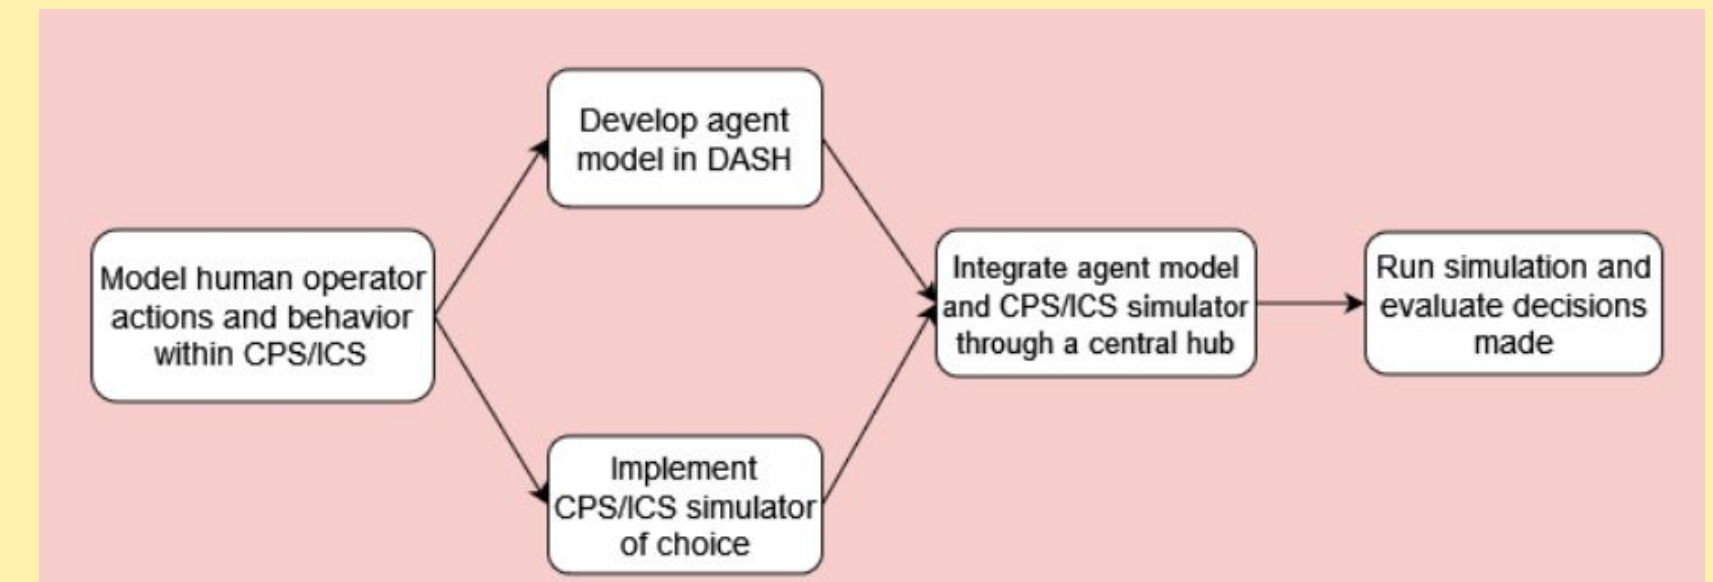 Model human operator
actions and behavior
within CPS/ICS
Develop agent
model in DASH
Implement
CPS/ICS simulator
of choice
Integrate agent model
and CPS/ICS simulator
through a central hub
Run simulation and
evaluate decisions
made